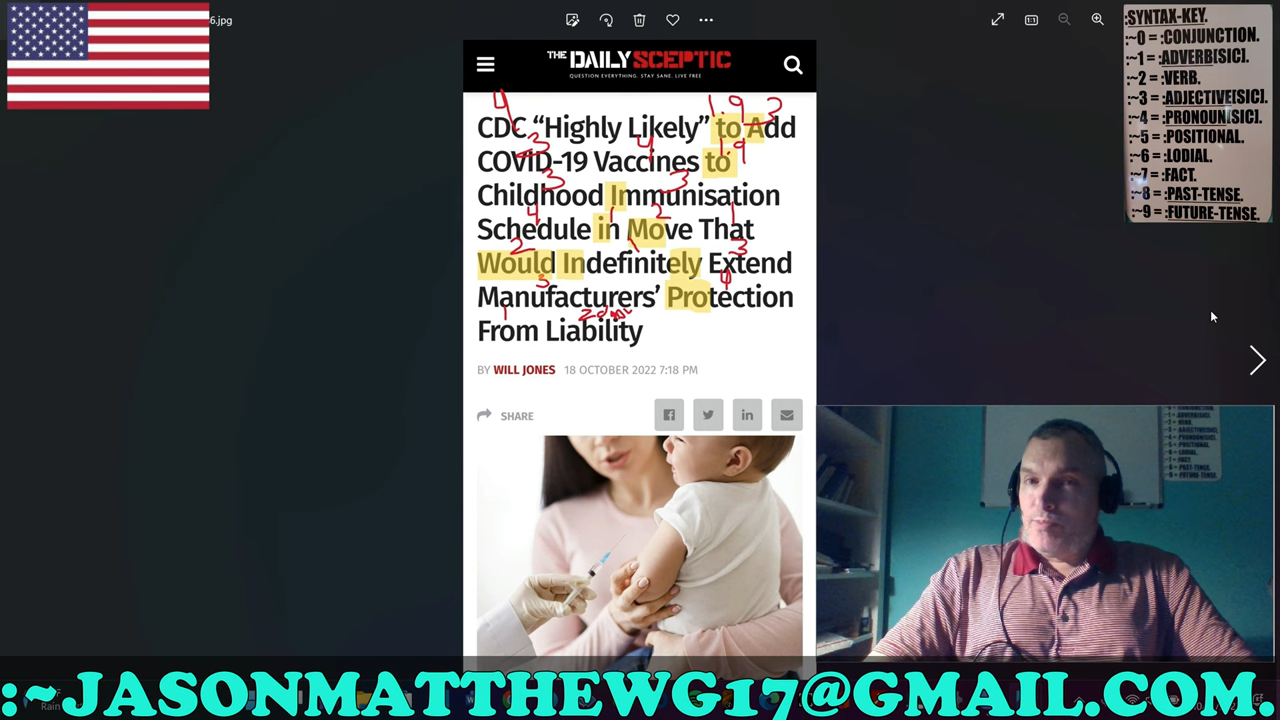 6.jpg
THE DAILY SCEPTIC
QUESTION EVERYTHING. STAY SANE. LIVE FREE
CDC “Highly Likely” to Add
COVID-19 Vaccines to
Childhood Immunisation
Schedule in Move That
Would Indefinitely Extend
Manufacturers’ Protection
From Liability
BY WILL JONES 18 OCTOBER 2022 7:18 PM
SHARE
:SYNTAX-KEY.
:~0 = :CONJUNCTION.
:~1 = :ADVERB[SIC].
:~2 = :VERB.
:~3 = :ADJECTIVE[SIC].
:~4 = :PRONOUN[SIC].
:~5 = :POSITIONAL.
:~6 = :LODIAL.
:~7 = :FACT.
:~8 = :PAST-TENSE.
:~9 = :FUTURE-TENSE.
:~ JASONMATTHEWG17@GMAIL.COM.
Rain